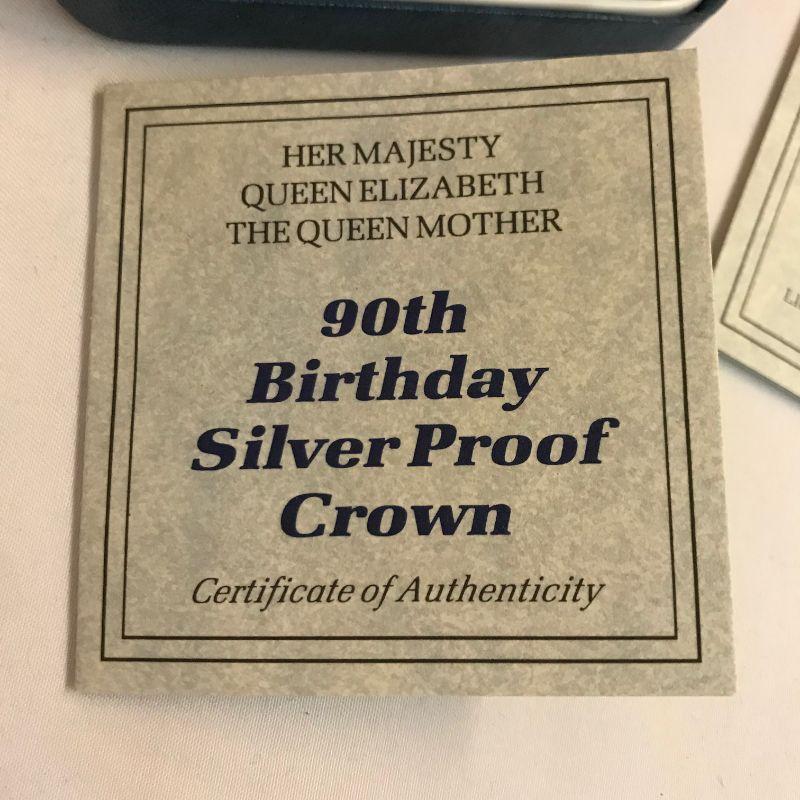 HER MAJESTY
QUEEN ELIZABETH
THE QUEEN MOTHER
90th
Birthday
Silver Proof
Crown
Certificate of Authenticity